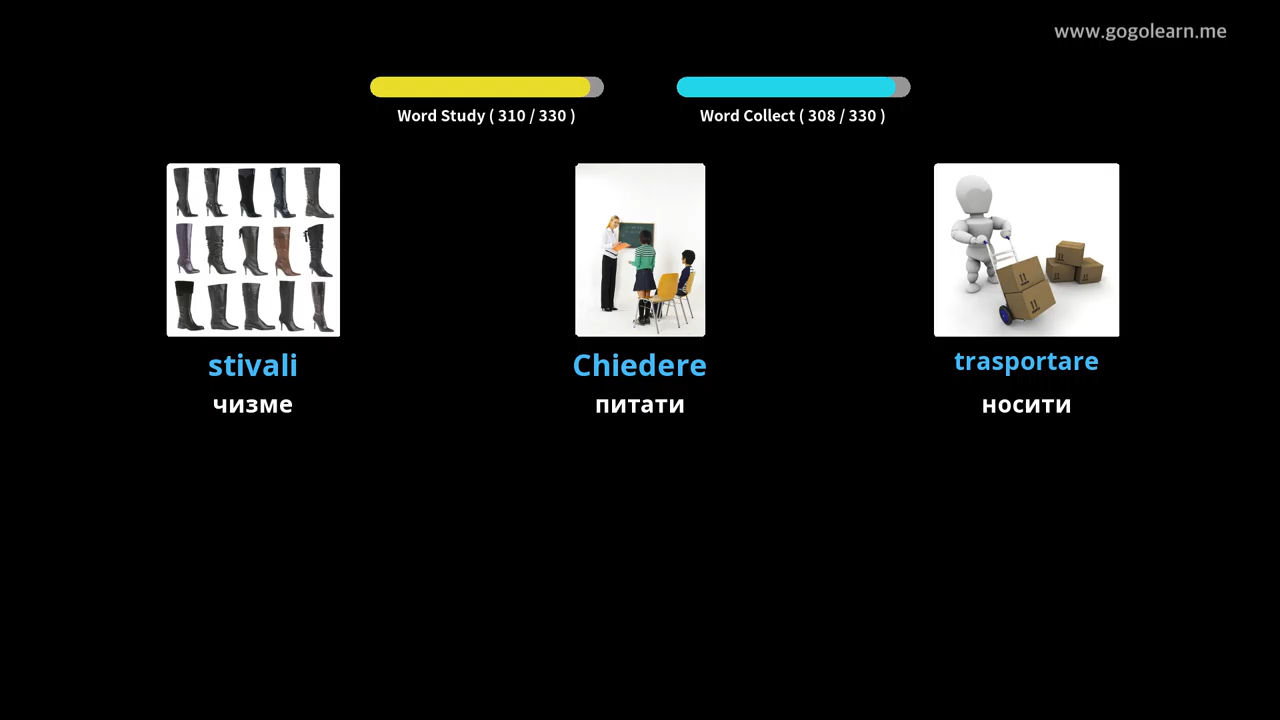 www.gogolearn.me
Word Study ( 310 / 330 )
Word Collect ( 308 / 330 )
stivali
Chiedere
trasportare
чизме
питати
носити